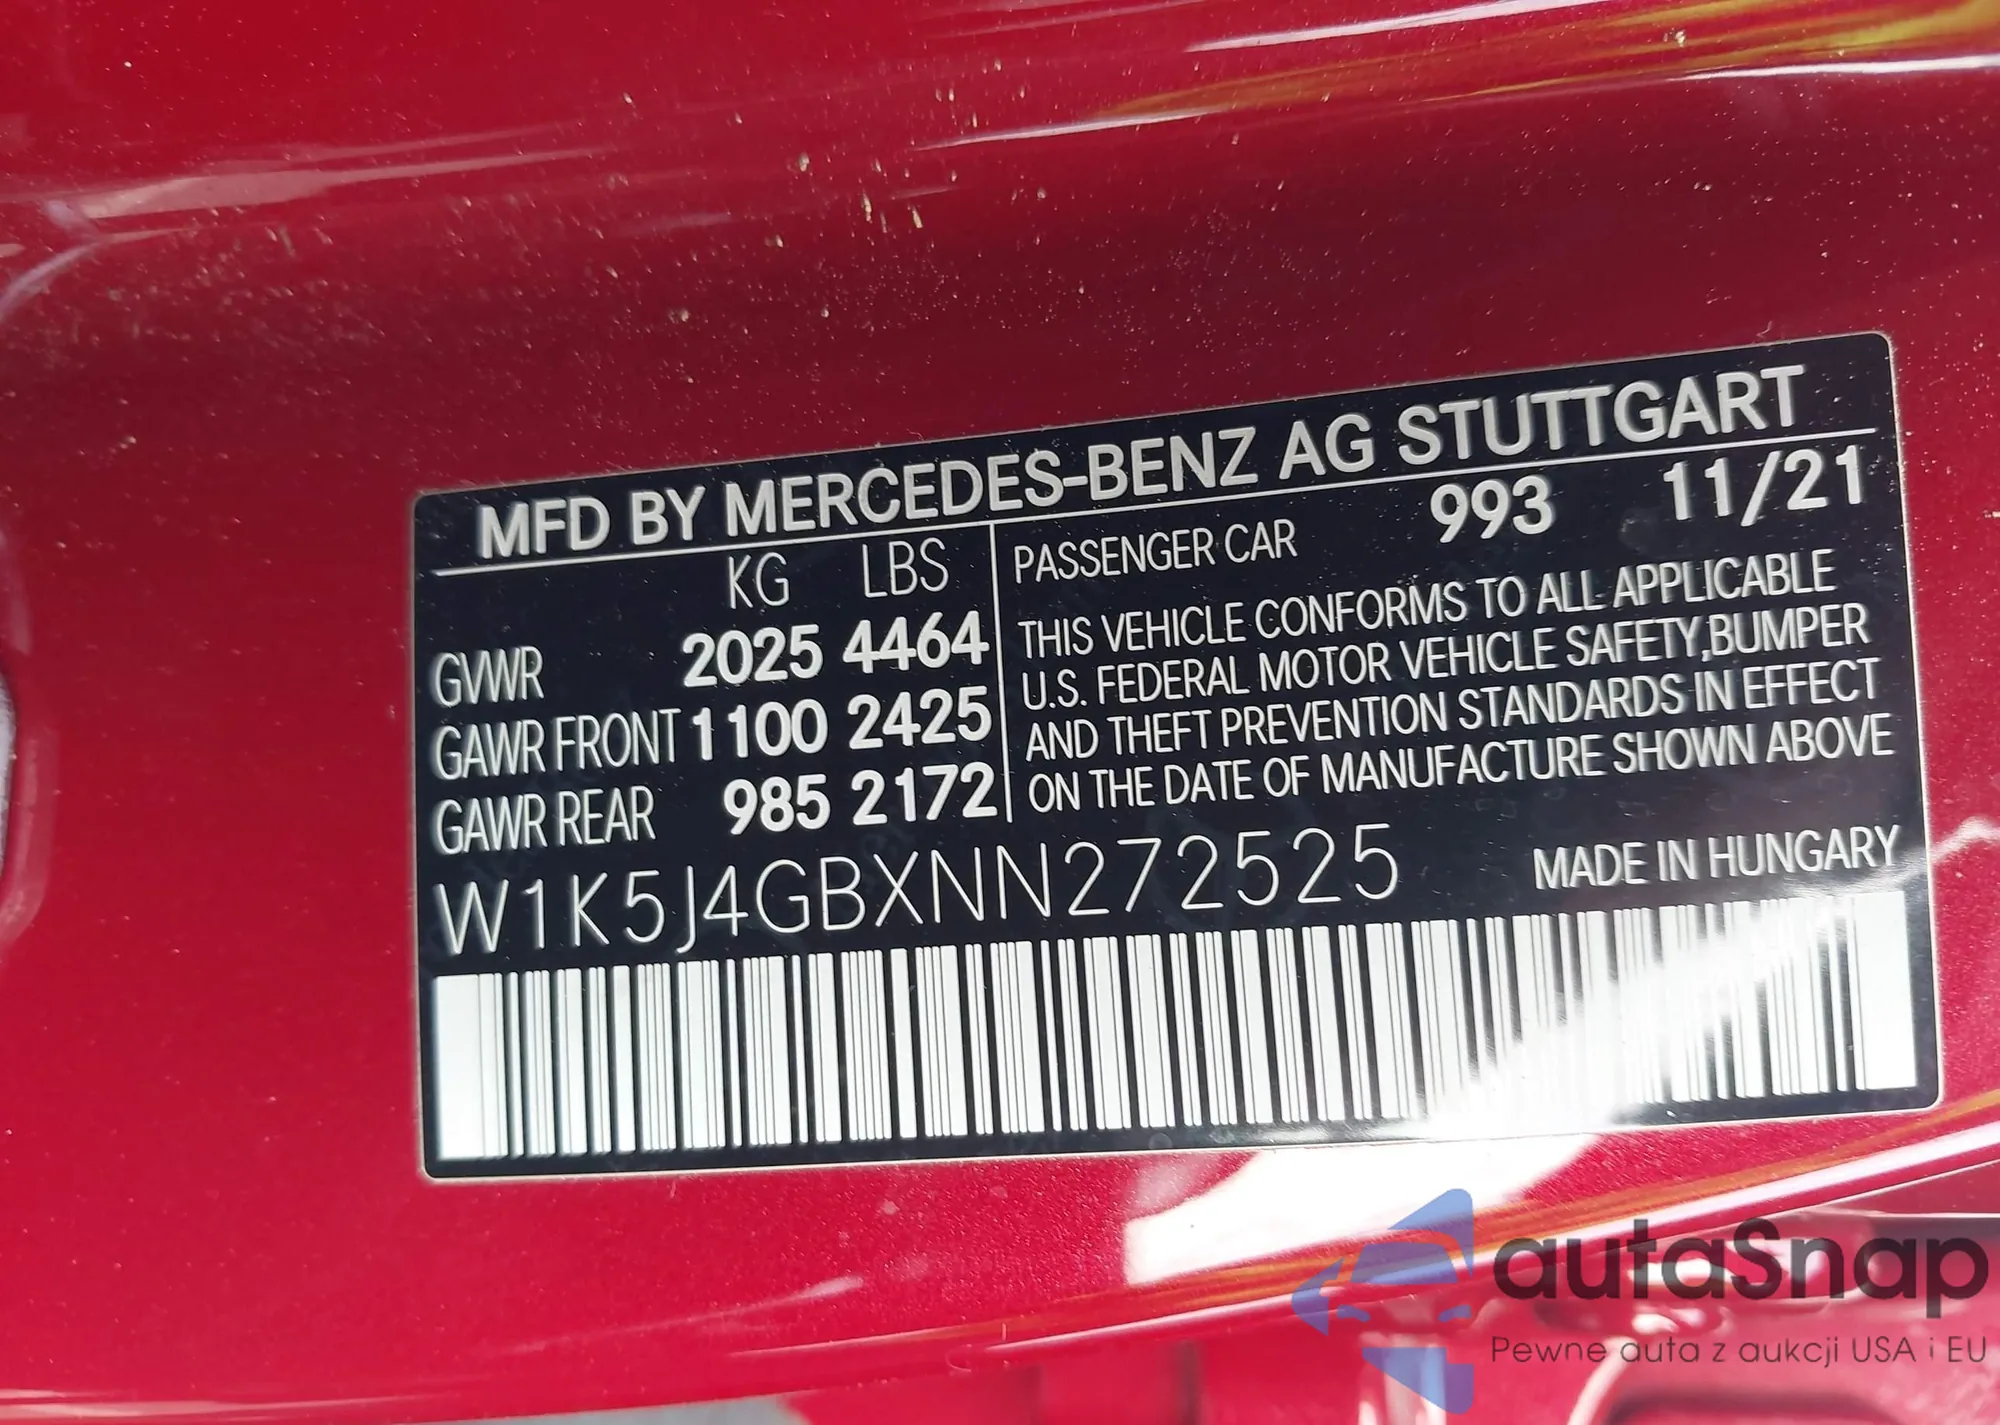 MFD BY MERCEDES-BENZ AG STUTTGART
KG LBS
GVWR 2025 4464
GAWR FRONT 1100 2425
GAWR REAR 985 2172
PASSENGER CAR 993 11/21
THIS VEHICLE CONFORMS TO ALL APPLICABLE
U.S. FEDERAL MOTOR VEHICLE SAFETY,BUMPER
AND THEFT PREVENTION STANDARDS IN EFFECT
ON THE DATE OF MANUFACTURE SHOWN ABOVE
W1K5J4GBXNN272525 MADE IN HUNGARY
autaSnap
Pewne auta z aukcji USA i EU